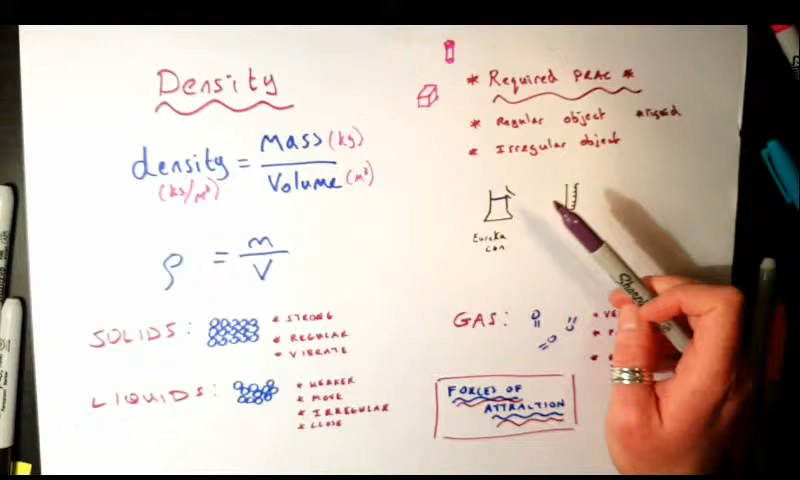 Density
density = Mass (kg)
(kg/m³) Volume (m³)
ρ = m
V
SOLIDS:
* STRONG
* REGULAR
* VIBRATE
LIQUIDS:
* WEAKER
* MOVE
* IRREGULAR
* CLOSE
* Required PRAC *
* Regular object
* Irregular object
Eureka
can
GAS:
FORCES OF
ATTRACTION
Sharpie